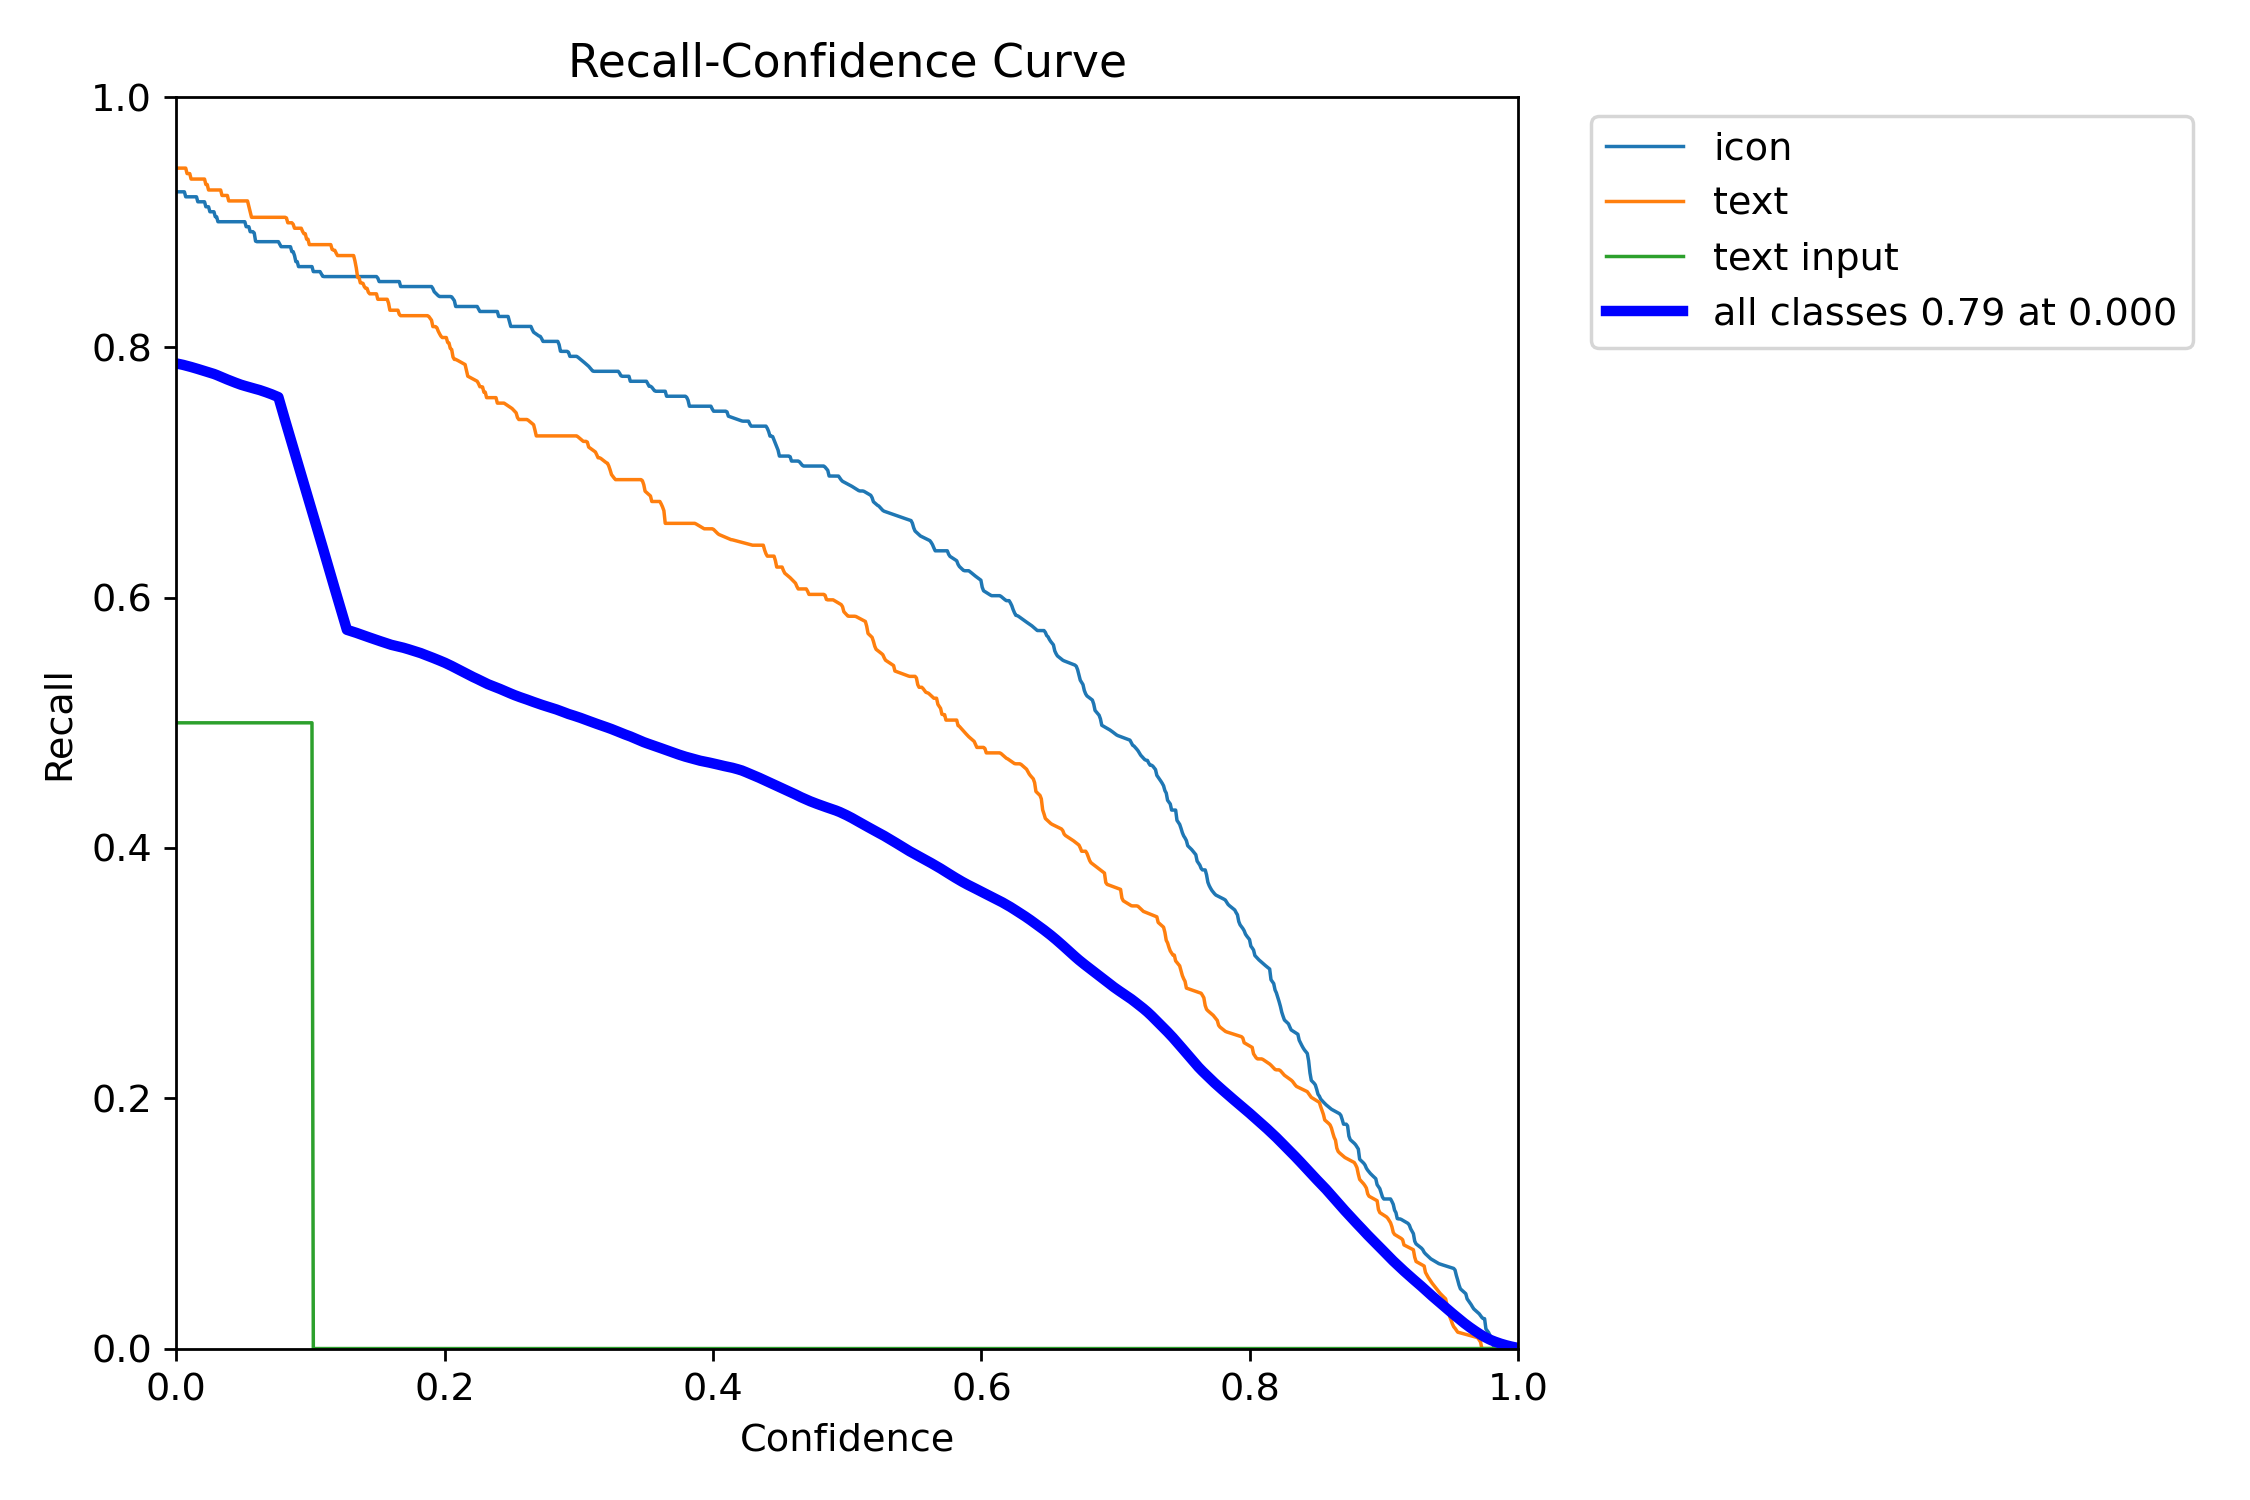 Recall-Confidence Curve
1.0
0.8
0.6
0.4
0.2
0.0
Recall
0.0 0.2 0.4 0.6 0.8 1.0
Confidence
icon
text
text input
all classes 0.79 at 0.000